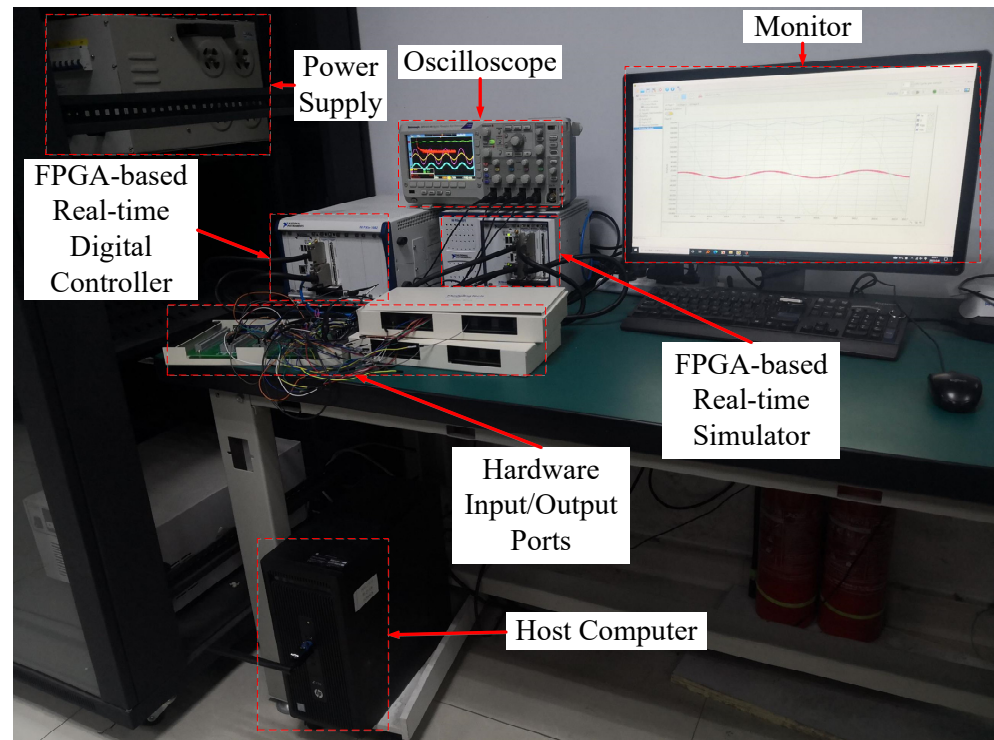 Monitor
Power
Supply
Oscilloscope
FPGA-based
Real-time
Digital
Controller
FPGA-based
Real-time
Simulator
Hardware
Input/Output
Ports
Host Computer